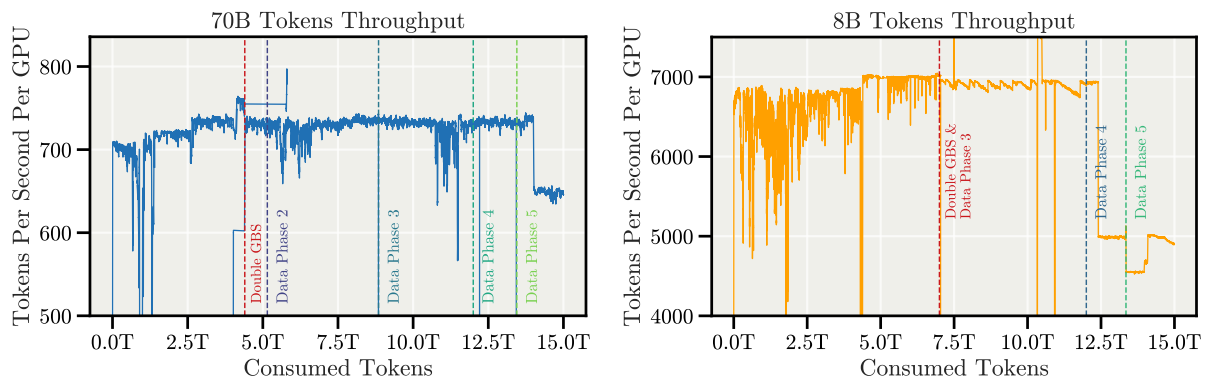 70B Tokens Throughput
Tokens Per Second Per GPU
800
700
600
500
Double GBS
Data Phase 2
Data Phase 3
Data Phase 4
Data Phase 5
0.0T 2.5T 5.0T 7.5T 10.0T 12.5T 15.0T
Consumed Tokens
8B Tokens Throughput
Tokens Per Second Per GPU
7000
6000
5000
4000
Double GBS &
Data Phase 3
Data Phase 4
Data Phase 5
0.0T 2.5T 5.0T 7.5T 10.0T 12.5T 15.0T
Consumed Tokens